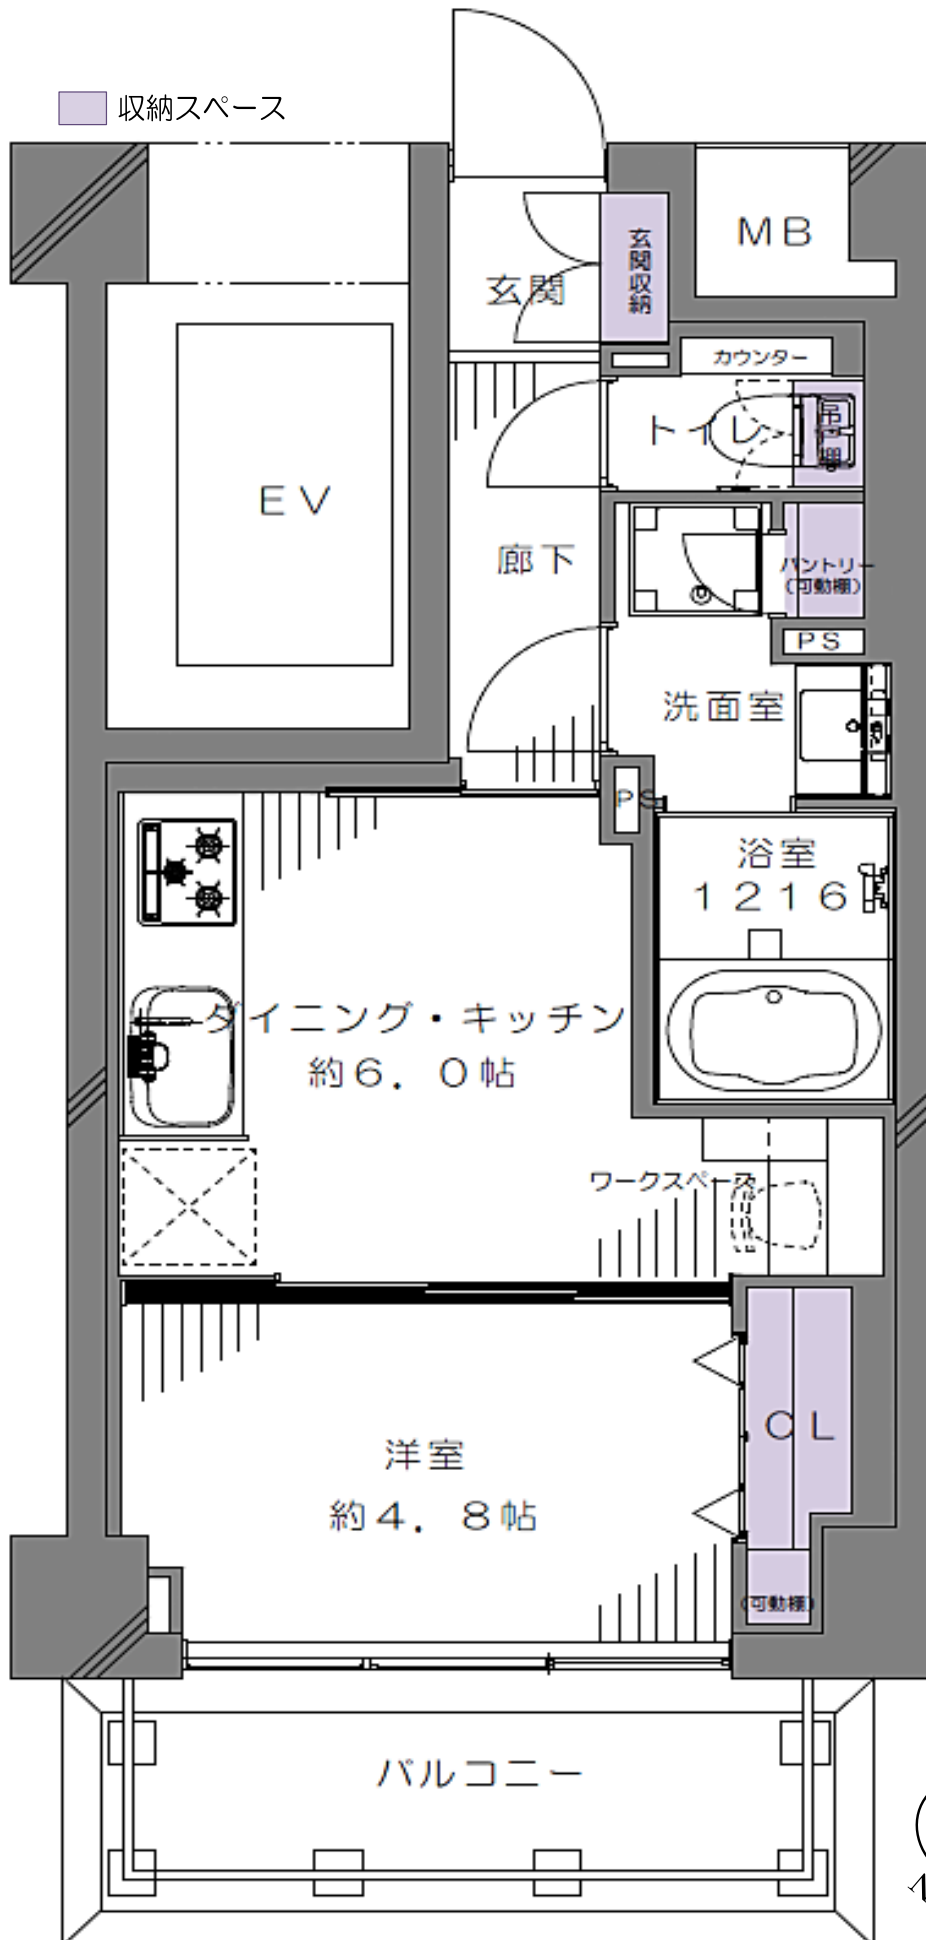 収納スペース
MB
玄関収納
玄関
カウンター
トイレ
吊棚
EV
廊下
パントリー
(可動棚)
PS
洗面室
PS
浴室
1216
ダイニング・キッチン
約6.0帖
ワークスペース
CL
洋室
約4.8帖
(可動棚)
バルコニー